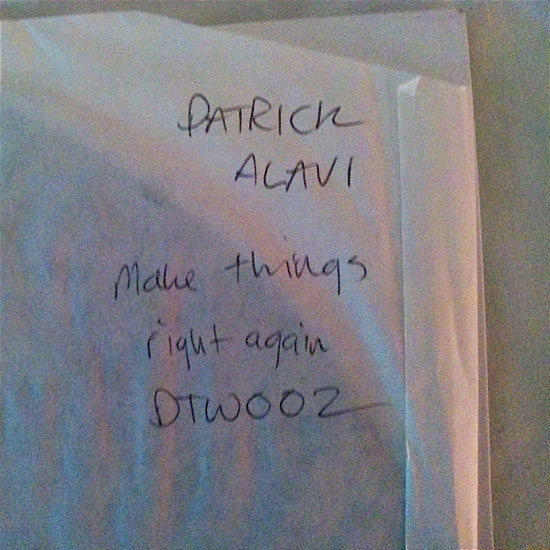 PATRICK
ALAVI
Make things
right again
DTW002